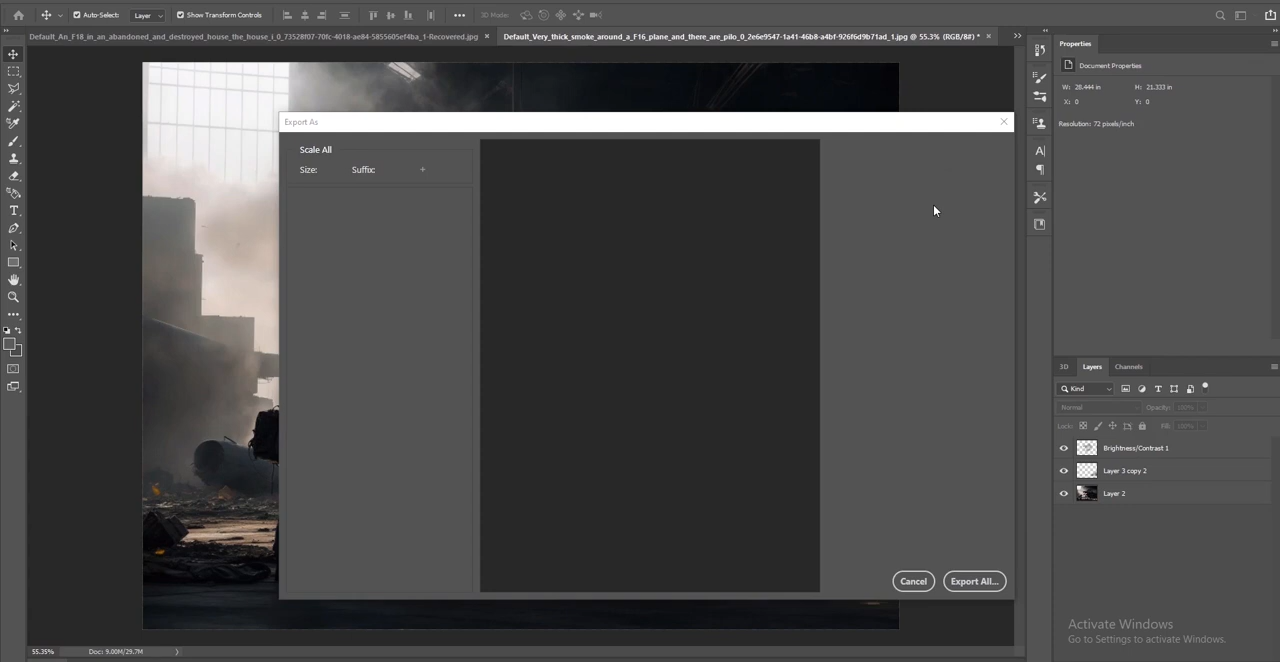 Auto-Select:
Layer
Show Transform Controls
3D Mode:
Default_An_F18_in_an_abandoned_and_destroyed_house_the_house_i_0_73528f07-70fc-4018-ae84-5855605ef4ba_1-Recovered.jpg
Default_Very_thick_smoke_around_a_F16_plane_and_there_are_pilo_0_2e6e9547-1a41-46b8-a4bf-926f6d9b71ad_1.jpg @ 55.3% (RGB/8#) *
Properties
Document Properties
W: 28.444 in
H: 21.333 in
X: 0
Y: 0
Resolution: 72 pixels/inch
Export As
Scale All
Size:
Suffix:
Cancel
Export All...
3D
Layers
Channels
Kind
Normal
Opacity: 100%
Lock:
Fill: 100%
Brightness/Contrast 1
Layer 3 copy 2
Layer 2
Activate Windows
Go to Settings to activate Windows.
55.35%
Doc: 9.00M/29.7M